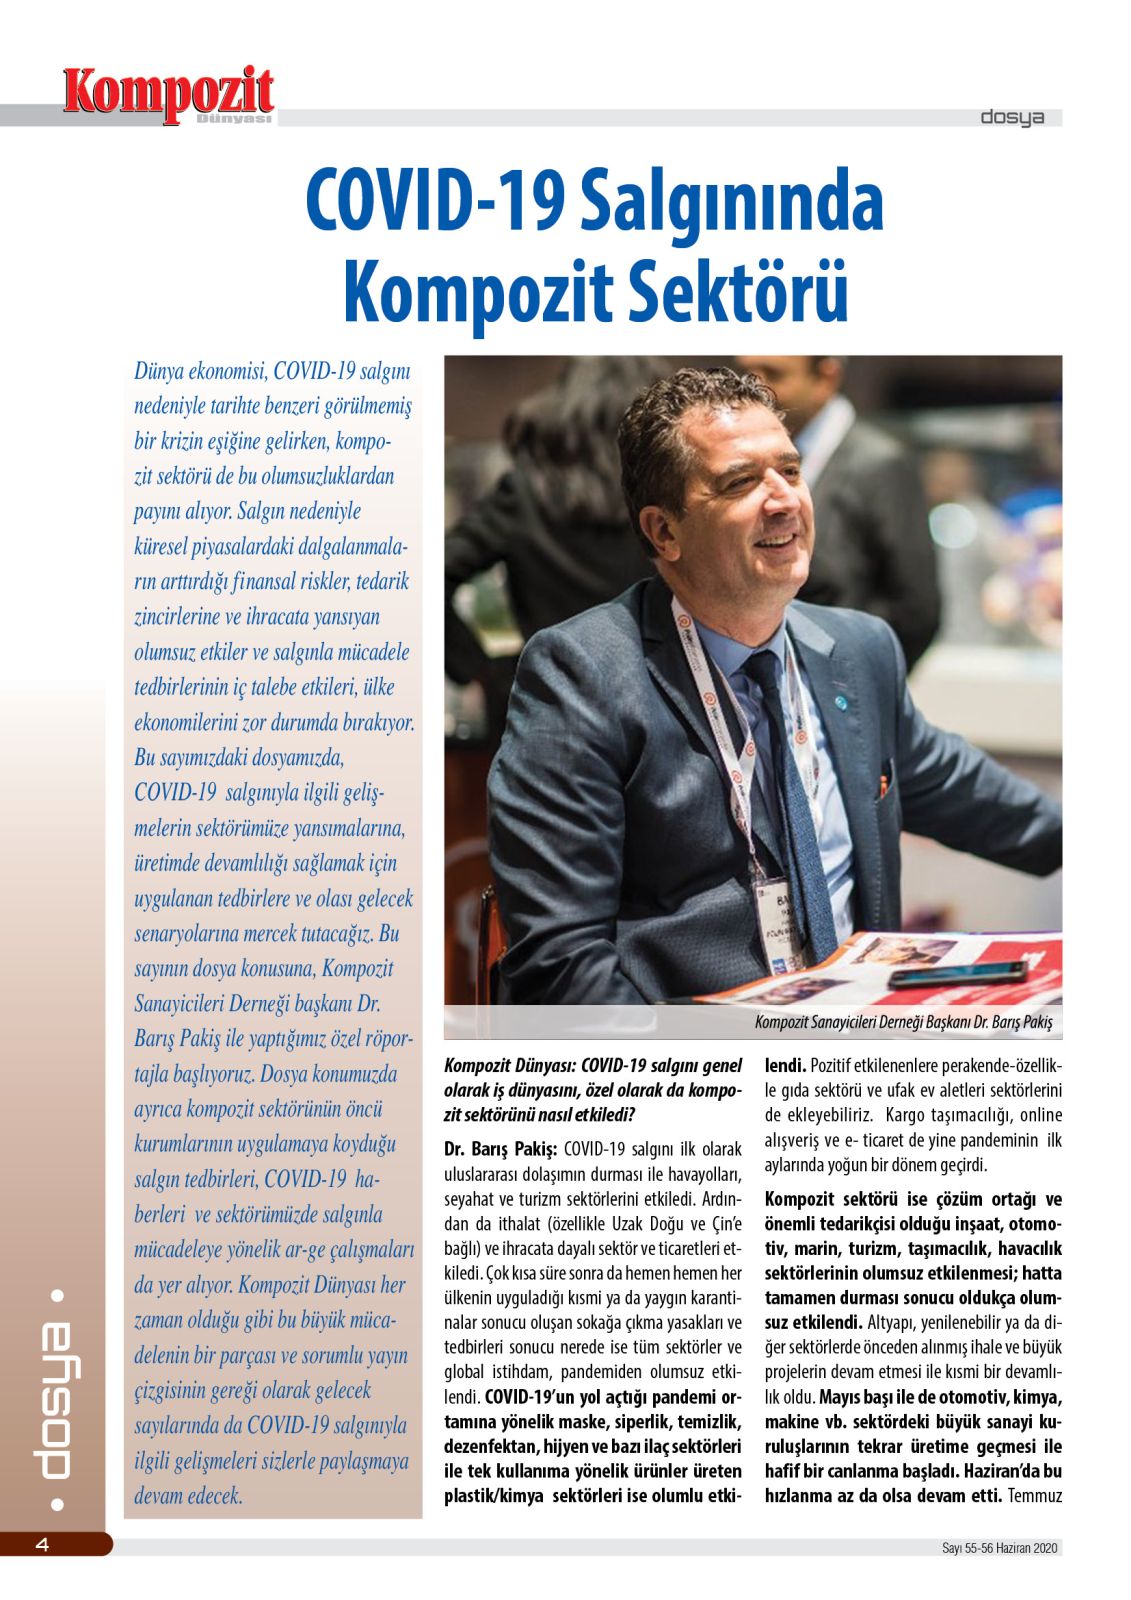 Kompozit
Dünyası
dosya
COVID-19 Salgınında
Kompozit Sektörü
Dünya ekonomisi, COVID-19 salgını
nedeniyle tarihte benzeri görülmemiş
bir krizin eşiğine gelirken, kompo-
zit sektörü de bu olumsuzluklardan
payını alıyor. Salgın nedeniyle
küresel piyasalardaki dalgalanmala-
rın arttırdığı finansal riskler, tedarik
zincirlerine ve ihracata yansıyan
olumsuz etkiler ve salgınla mücadele
tedbirlerinin iç talebe etkileri, ülke
ekonomilerini zor durumda bırakıyor.
Bu sayımızdaki dosyamızda,
COVID-19 salgınıyla ilgili geliş-
melerin sektörümüze yansımalarına,
üretimde devamlılığı sağlamak için
uygulanan tedbirlere ve olası gelecek
senaryolarına mercek tutacağız. Bu
sayının dosya konusuna, Kompozit
Sanayicileri Derneği başkanı Dr.
Barış Pakiş ile yaptığımız özel röpor-
tajla başlıyoruz. Dosya konumuzda
ayrıca kompozit sektörünün öncü
kurumlarının uygulamaya koyduğu
salgın tedbirleri, COVID-19 ha-
berleri ve sektörümüzde salgınla
mücadeleye yönelik ar-ge çalışmaları
da yer alıyor. Kompozit Dünyası her
zaman olduğu gibi bu büyük müca-
delenin bir parçası ve sorumlu yayın
çizgisinin gereği olarak gelecek
sayılarında da COVID-19 salgınıyla
ilgili gelişmeleri sizlerle paylaşmaya
devam edecek.
Kompozit Sanayicileri Derneği Başkanı Dr. Barış Pakiş
Kompozit Dünyası: COVID-19 salgını genel
olarak iş dünyasını, özel olarak da kompo-
zit sektörünü nasıl etkiledi?
Dr. Barış Pakiş: COVID-19 salgını ilk olarak
uluslararası dolaşımın durması ile havayolları,
seyahat ve turizm sektörlerini etkiledi. Ardın-
dan da ithalat (özellikle Uzak Doğu ve Çin'e
bağlı) ve ihracata dayalı sektör ve ticaretleri et-
kiledi. Çok kısa süre sonra da hemen hemen her
ülkenin uyguladığı kısmi ya da yaygın karanti-
nalar sonucu oluşan sokağa çıkma yasakları ve
tedbirleri sonucu nerede ise tüm sektörler ve
global istihdam, pandemiden olumsuz etki-
lendi. COVID-19'un yol açtığı pandemi or-
tamına yönelik maske, siperlik, temizlik,
dezenfektan, hijyen ve bazı ilaç sektörleri
ile tek kullanıma yönelik ürünler üreten
plastik/kimya sektörleri ise olumlu etki-
lendi. Pozitif etkilenenlere perakende-özellik-
le gıda sektörü ve ufak ev aletleri sektörlerini
de ekleyebiliriz. Kargo taşımacılığı, online
alışveriş ve e- ticaret de yine pandeminin ilk
aylarında yoğun bir dönem geçirdi.
Kompozit sektörü ise çözüm ortağı ve
önemli tedarikçisi olduğu inşaat, otomo-
tiv, marin, turizm, taşımacılık, havacılık
sektörlerinin olumsuz etkilenmesi; hatta
tamamen durması sonucu oldukça olum-
suz etkilendi. Altyapı, yenilenebilir ya da di-
ğer sektörlerde önceden alınmış ihale ve büyük
projelerin devam etmesi ile kısmi bir devamlı-
lık oldu. Mayıs başı ile de otomotiv, kimya,
makine vb. sektördeki büyük sanayi ku-
ruluşlarının tekrar üretime geçmesi ile
hafif bir canlanma başladı. Haziran'da bu
hızlanma az da olsa devam etti. Temmuz
• dosya •
4
Sayı 55-56 Haziran 2020